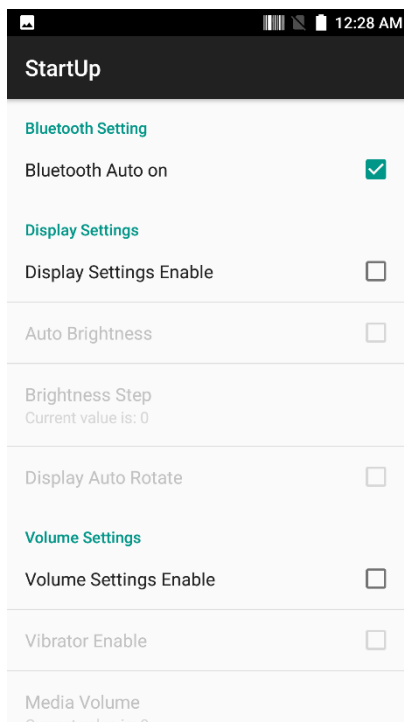 12:28 AM
StartUp
Bluetooth Setting
Bluetooth Auto on
Display Settings
Display Settings Enable
Auto Brightness
Brightness Step
Current value is: 0
Display Auto Rotate
Volume Settings
Volume Settings Enable
Vibrator Enable
Media Volume